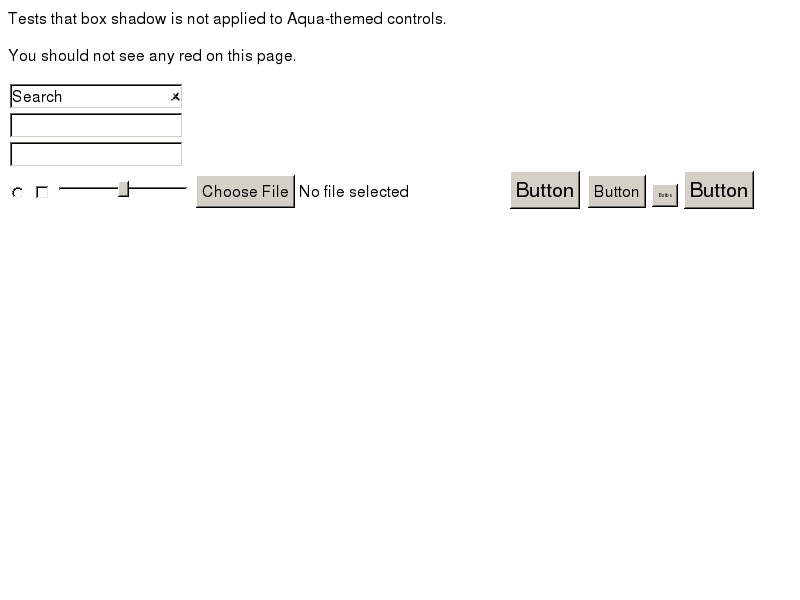 Tests that box shadow is not applied to Aqua-themed controls.
You should not see any red on this page.
Search
Choose File No file selected Button Button Button Button